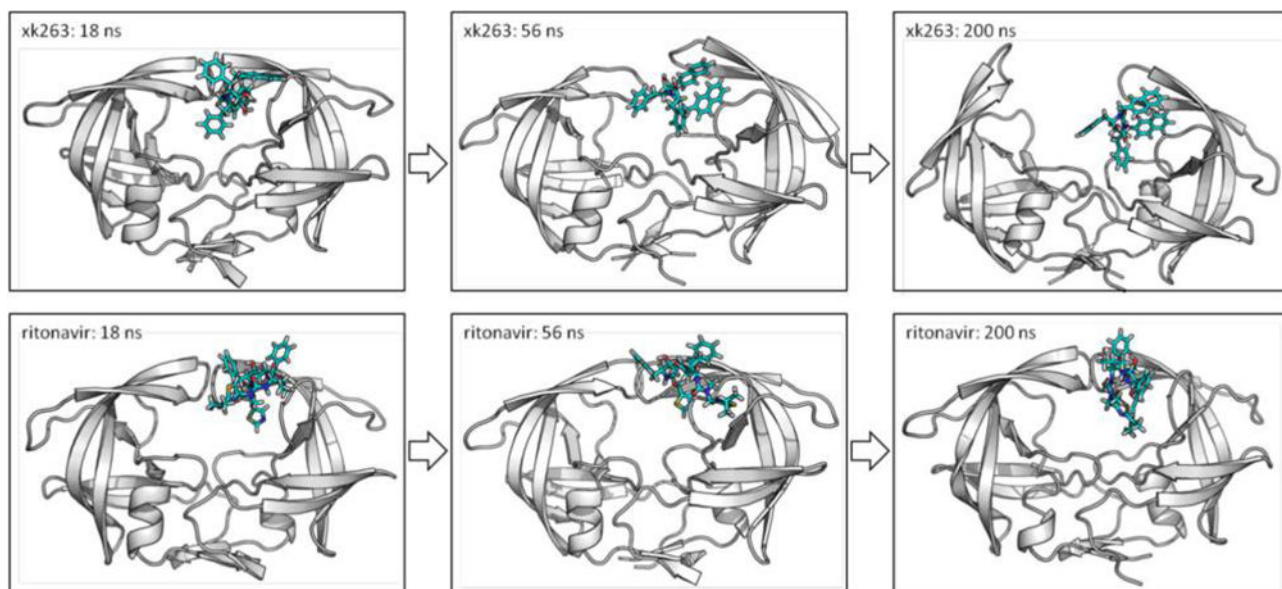 xk263: 18 ns
xk263: 56 ns
xk263: 200 ns
ritonavir: 18 ns
ritonavir: 56 ns
ritonavir: 200 ns